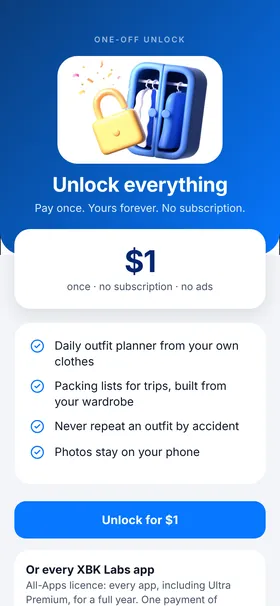 ONE-OFF UNLOCK
Unlock everything
Pay once. Yours forever. No subscription.
$1
once · no subscription · no ads
Daily outfit planner from your own
clothes
Packing lists for trips, built from
your wardrobe
Never repeat an outfit by accident
Photos stay on your phone
Unlock for $1
Or every XBK Labs app
All-Apps licence: every app, including Ultra
Premium, for a full year. One payment of